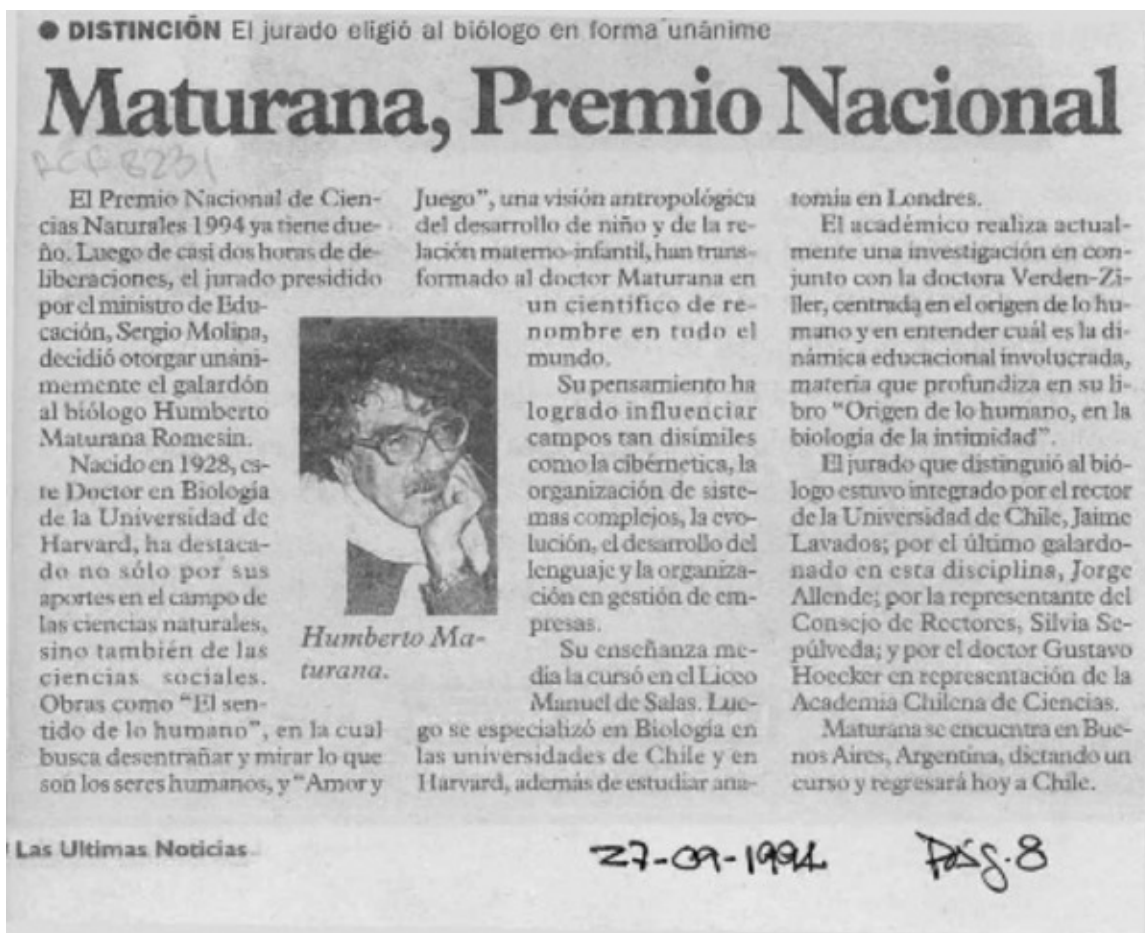 ● DISTINCIÓN El jurado eligió al biólogo en forma unánime
Maturana, Premio Nacional
El Premio Nacional de Cien-
cias Naturales 1994 ya tiene due-
ño. Luego de casi dos horas de de-
liberaciones, el jurado presidido
por el ministro de Edu-
cación, Sergio Molina,
decidió otorgar unáni-
memente el galardón
al biólogo Humberto
Maturana Romesin.
Nacido en 1928, es-
te Doctor en Biología
de la Universidad de
Harvard, ha destaca-
do no sólo por sus
aportes en el campo de
las ciencias naturales,
sino también de las
ciencias sociales.
Obras como "El sen-
tido de lo humano", en la cual
busca desentrañar y mirar lo que
son los seres humanos, y "Amor y
Humberto Ma-
turana.
Juego", una visión antropológica
del desarrollo de niño y de la re-
lación materno-infantil, han trans-
formado al doctor Maturana en
un científico de re-
nombre en todo el
mundo.
Su pensamiento ha
logrado influenciar
campos tan disímiles
como la cibérnetica, la
organización de siste-
mas complejos, la evo-
lución, el desarrollo del
lenguaje y la organiza-
ción en gestión de em-
presas.
Su enseñanza me-
dia la cursó en el Liceo
Manuel de Salas. Lue-
go se especializó en Biología en
las universidades de Chile y en
Harvard, además de estudiar ana-
tomía en Londres.
El académico realiza actual-
mente una investigación en con-
junto con la doctora Verden-Zi-
ller, centrada en el origen de lo hu-
mano y en entender cuál es la di-
námica educacional involucrada,
materia que profundiza en su li-
bro "Origen de lo humano, en la
biología de la intimidad".
El jurado que distinguió al bió-
logo estuvo integrado por el rector
de la Universidad de Chile, Jaime
Lavados; por el último galardo-
nado en esta disciplina, Jorge
Allende; por la representante del
Consejo de Rectores, Silvia Se-
púlveda; y por el doctor Gustavo
Hoecker en representación de la
Academia Chilena de Ciencias.
Maturana se encuentra en Bue-
nos Aires, Argentina, dictando un
curso y regresará hoy a Chile.
Las Ultimas Noticias
27-09-1994 Pág. 8